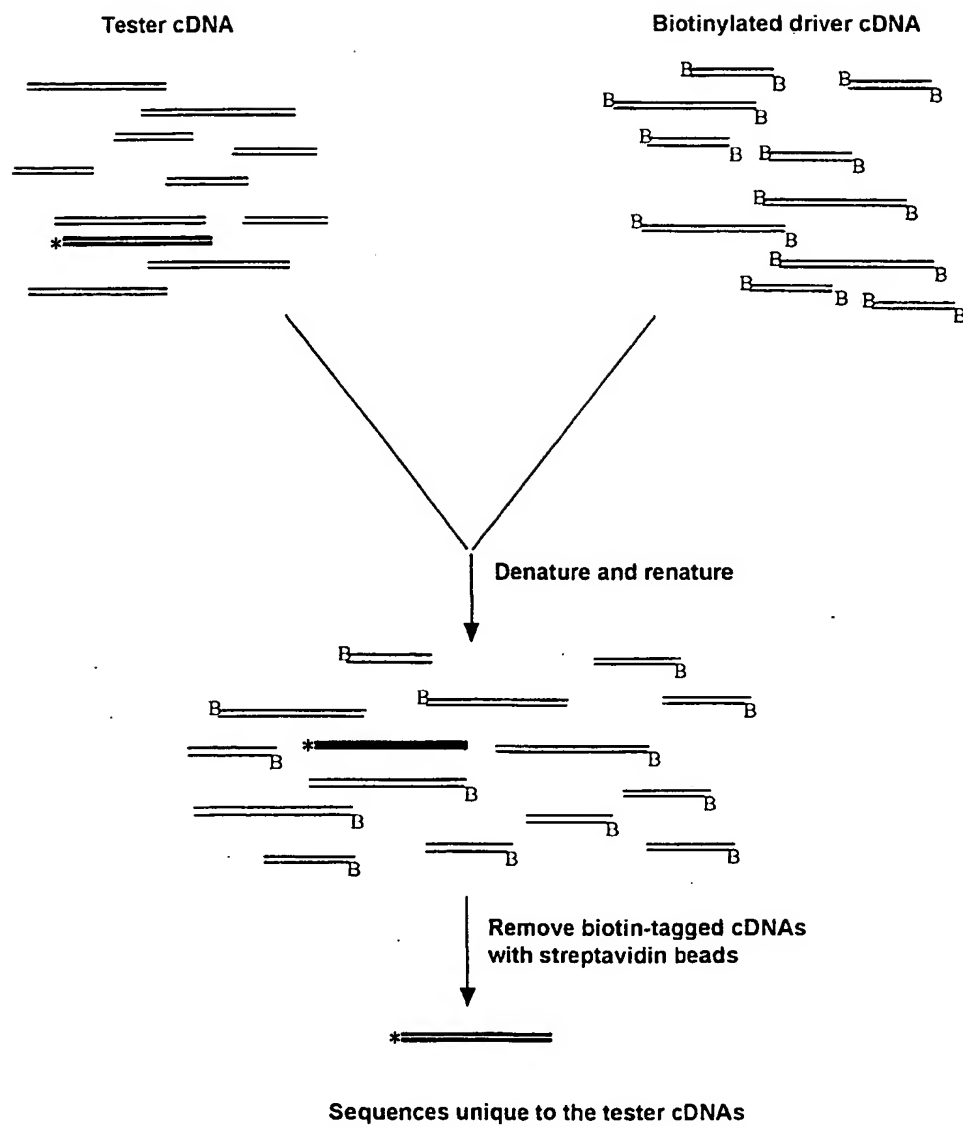 Tester cDNA
Biotinylated driver cDNA
B B
B B
B B
B B
B B
B B
B B
B B
B B
B B
*
Denature and renature
B
B
B
B
B
B
*
B
B
B
B
B
B
B
B
Remove biotin-tagged cDNAs
with streptavidin beads
*
Sequences unique to the tester cDNAs